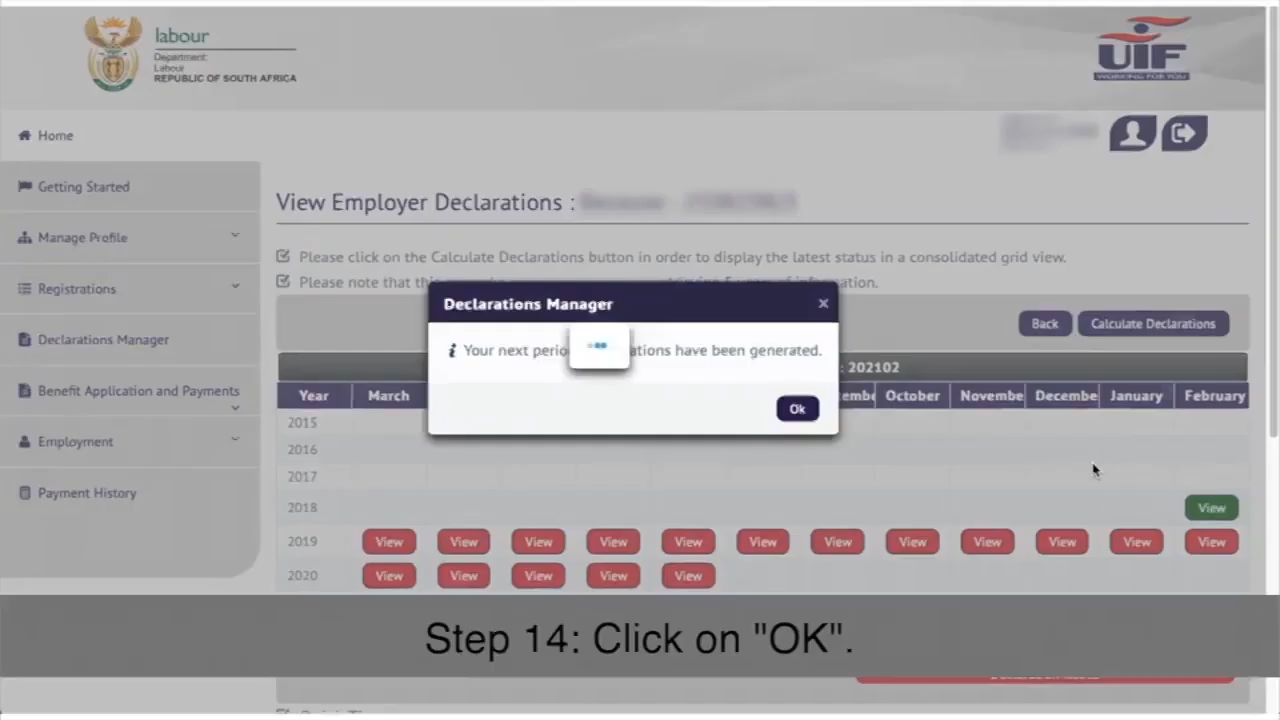 labour
Department:
Labour
REPUBLIC OF SOUTH AFRICA
UIF
WORKING FOR YOU
Home
Getting Started
Manage Profile
Registrations
Declarations Manager
Benefit Application and Payments
Employment
Payment History
View Employer Declarations :
Please click on the Calculate Declarations button in order to display the latest status in a consolidated grid view.
Please note that
Back Calculate Declarations
: 202102
Declarations Manager ×
Your next have been generated.
Ok
Year March October Novembe Decembe January February
2015
2016
2017
2018 View
2019 View View View View View View View View View View View View
2020 View View View View View
Step 14: Click on "OK".